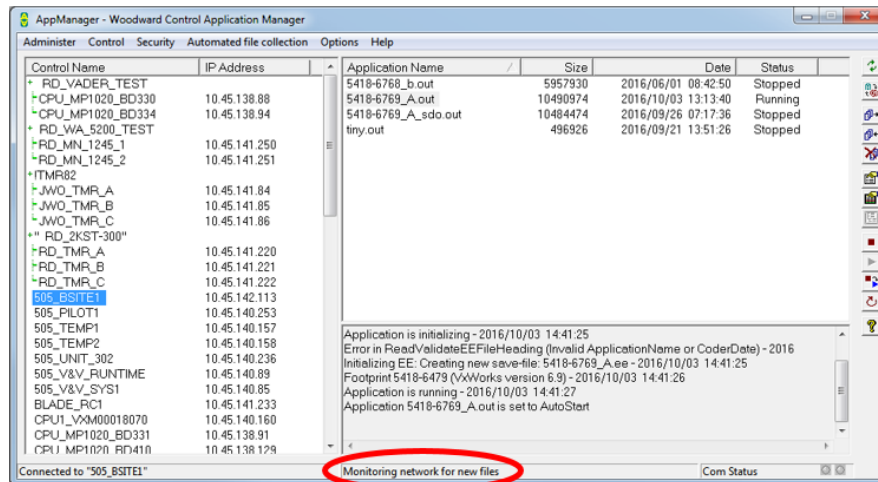 AppManager - Woodward Control Application Manager
Administer Control Security Automated file collection Options Help
Control Name IP Address
RD_VADER_TEST
CPU_MP1020_BD330 10.45.138.88
CPU_MP1020_BD334 10.45.138.94
RD_WA_5200_TEST
RD_MN_1245_1 10.45.141.250
RD_MN_1245_2 10.45.141.251
ITMR82
JWO_TMR_A 10.45.141.84
JWO_TMR_B 10.45.141.85
JWO_TMR_C 10.45.141.86
" RD_2KST-300"
RD_TMR_A 10.45.141.220
RD_TMR_B 10.45.141.221
RD_TMR_C 10.45.141.222
505_BSITE1 10.45.142.113
505_PILOT1 10.45.140.253
505_TEMP1 10.45.140.157
505_TEMP2 10.45.140.158
505_UNIT_302 10.45.140.236
505_V&V_RUNTIME 10.45.140.89
505_V&V_SYS1 10.45.140.85
BLADE_RC1 10.45.141.233
CPU1_VXM00018070 10.45.140.160
CPU_MP1020_BD331 10.45.138.91
CPU_MP1020_BD410 10.45.138.129
Application Name Size Date Status
5418-6768_b.out 5957930 2016/06/01 08:42:50 Stopped
5418-6769_A.out 10490974 2016/10/03 13:13:40 Running
5418-6769_A_sdo.out 10484474 2016/09/26 07:17:36 Stopped
tiny.out 496926 2016/09/21 13:51:26 Stopped
Application is initializing - 2016/10/03 14:41:25
Error in ReadValidateEEFileHeading (Invalid ApplicationName or CoderDate) - 2016
Initializing EE: Creating new save-file: 5418-6769_A.ee - 2016/10/03 14:41:25
Footprint 5418-6479 (VxWorks version 6.9) - 2016/10/03 14:41:26
Application is running - 2016/10/03 14:41:27
Application 5418-6769_A.out is set to AutoStart
Connected to "505_BSITE1" Monitoring network for new files Com Status